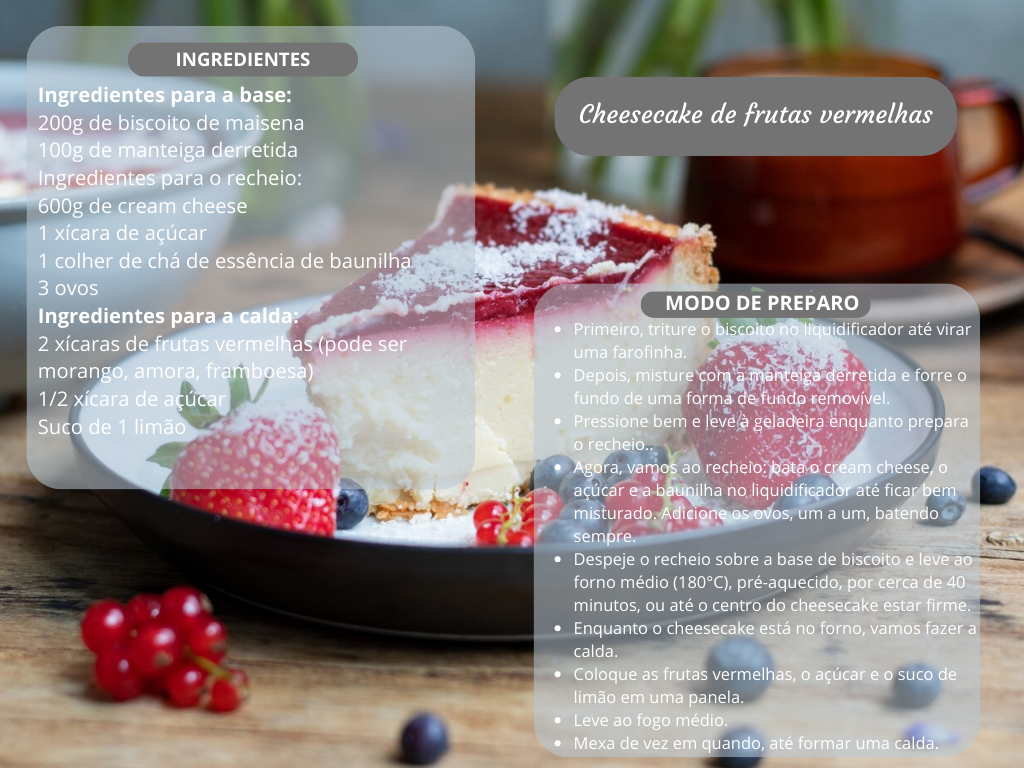 INGREDIENTES
Ingredientes para a base:
200g de biscoito de maisena
100g de manteiga derretida
Ingredientes para o recheio:
600g de cream cheese
1 xícara de açúcar
1 colher de chá de essência de baunilha
3 ovos
Ingredientes para a calda:
2 xícaras de frutas vermelhas (pode ser
morango, amora, framboesa)
1/2 xícara de açúcar
Suco de 1 limão
Cheesecake de frutas vermelhas
MODO DE PREPARO
• Primeiro, triture o biscoito no liquidificador até virar
uma farofinha.
• Depois, misture com a manteiga derretida e forre o
fundo de uma forma de fundo removível.
• Pressione bem e leve à geladeira enquanto prepara
o recheio..
• Agora, vamos ao recheio: bata o cream cheese, o
açúcar e a baunilha no liquidificador até ficar bem
misturado. Adicione os ovos, um a um, batendo
sempre.
• Despeje o recheio sobre a base de biscoito e leve ao
forno médio (180°C), pré-aquecido, por cerca de 40
minutos, ou até o centro do cheesecake estar firme.
• Enquanto o cheesecake está no forno, vamos fazer a
calda.
• Coloque as frutas vermelhas, o açúcar e o suco de
limão em uma panela.
• Leve ao fogo médio.
• Mexa de vez em quando, até formar uma calda.